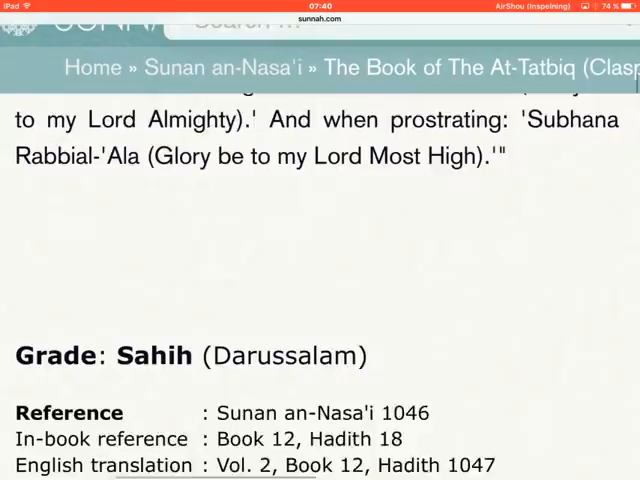 iPad 07:40 AirShou (Inspelning) 74 %
sunnah.com
Search ...
Home » Sunan an-Nasa'i » The Book of The At-Tatbiq (Clasp
to my Lord Almighty).' And when prostrating: 'Subhana
Rabbial-'Ala (Glory be to my Lord Most High).'"
Grade: Sahih (Darussalam)
Reference : Sunan an-Nasa'i 1046
In-book reference : Book 12, Hadith 18
English translation : Vol. 2, Book 12, Hadith 1047